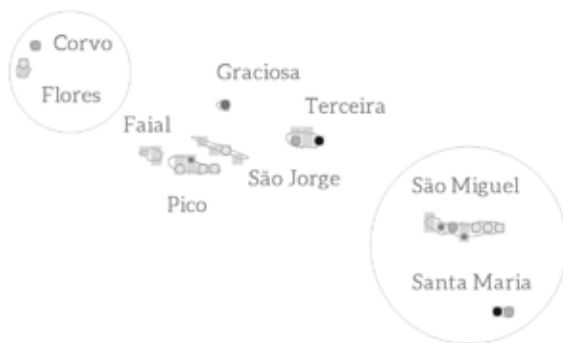 Corvo
Flores
Graciosa
Terceira
Faial
São Jorge
Pico
São Miguel
Santa Maria